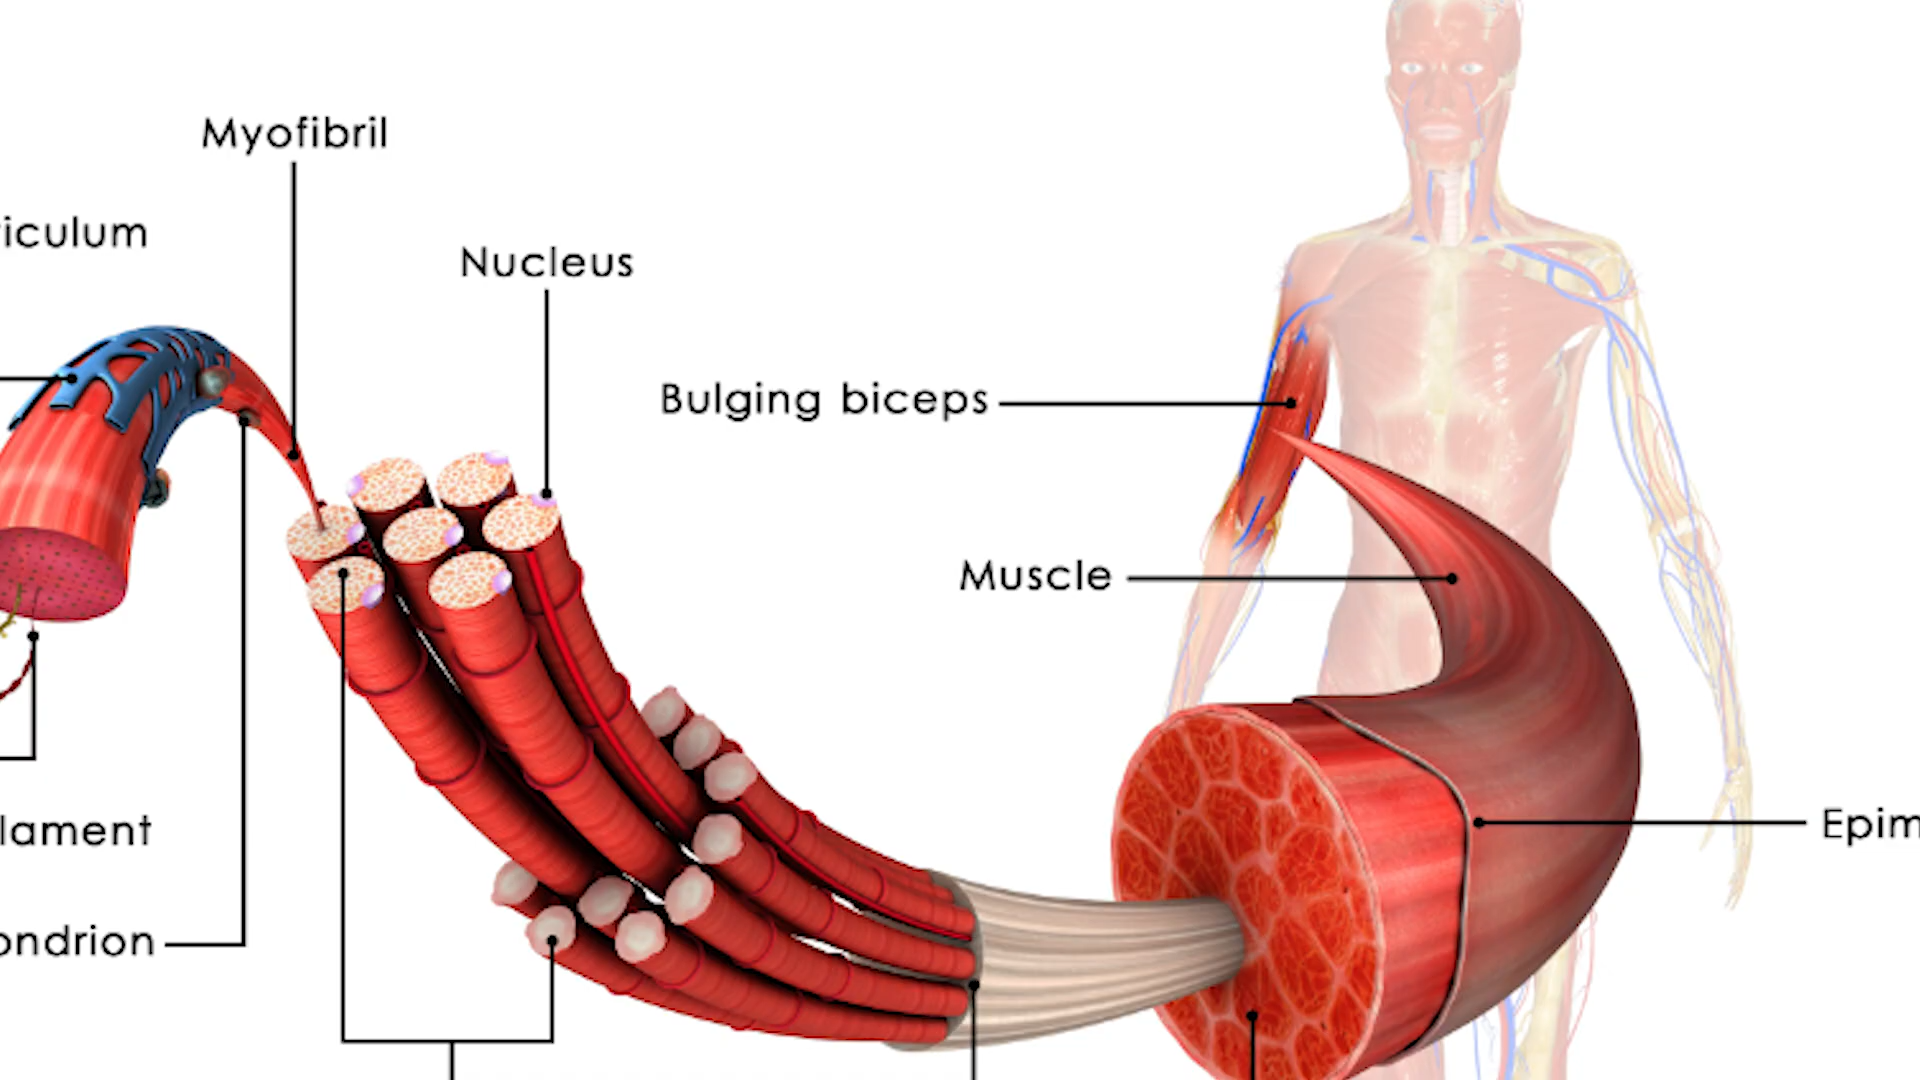 Myofibril
iculum
Nucleus
Bulging biceps
Muscle
Epim
lament
ondrion